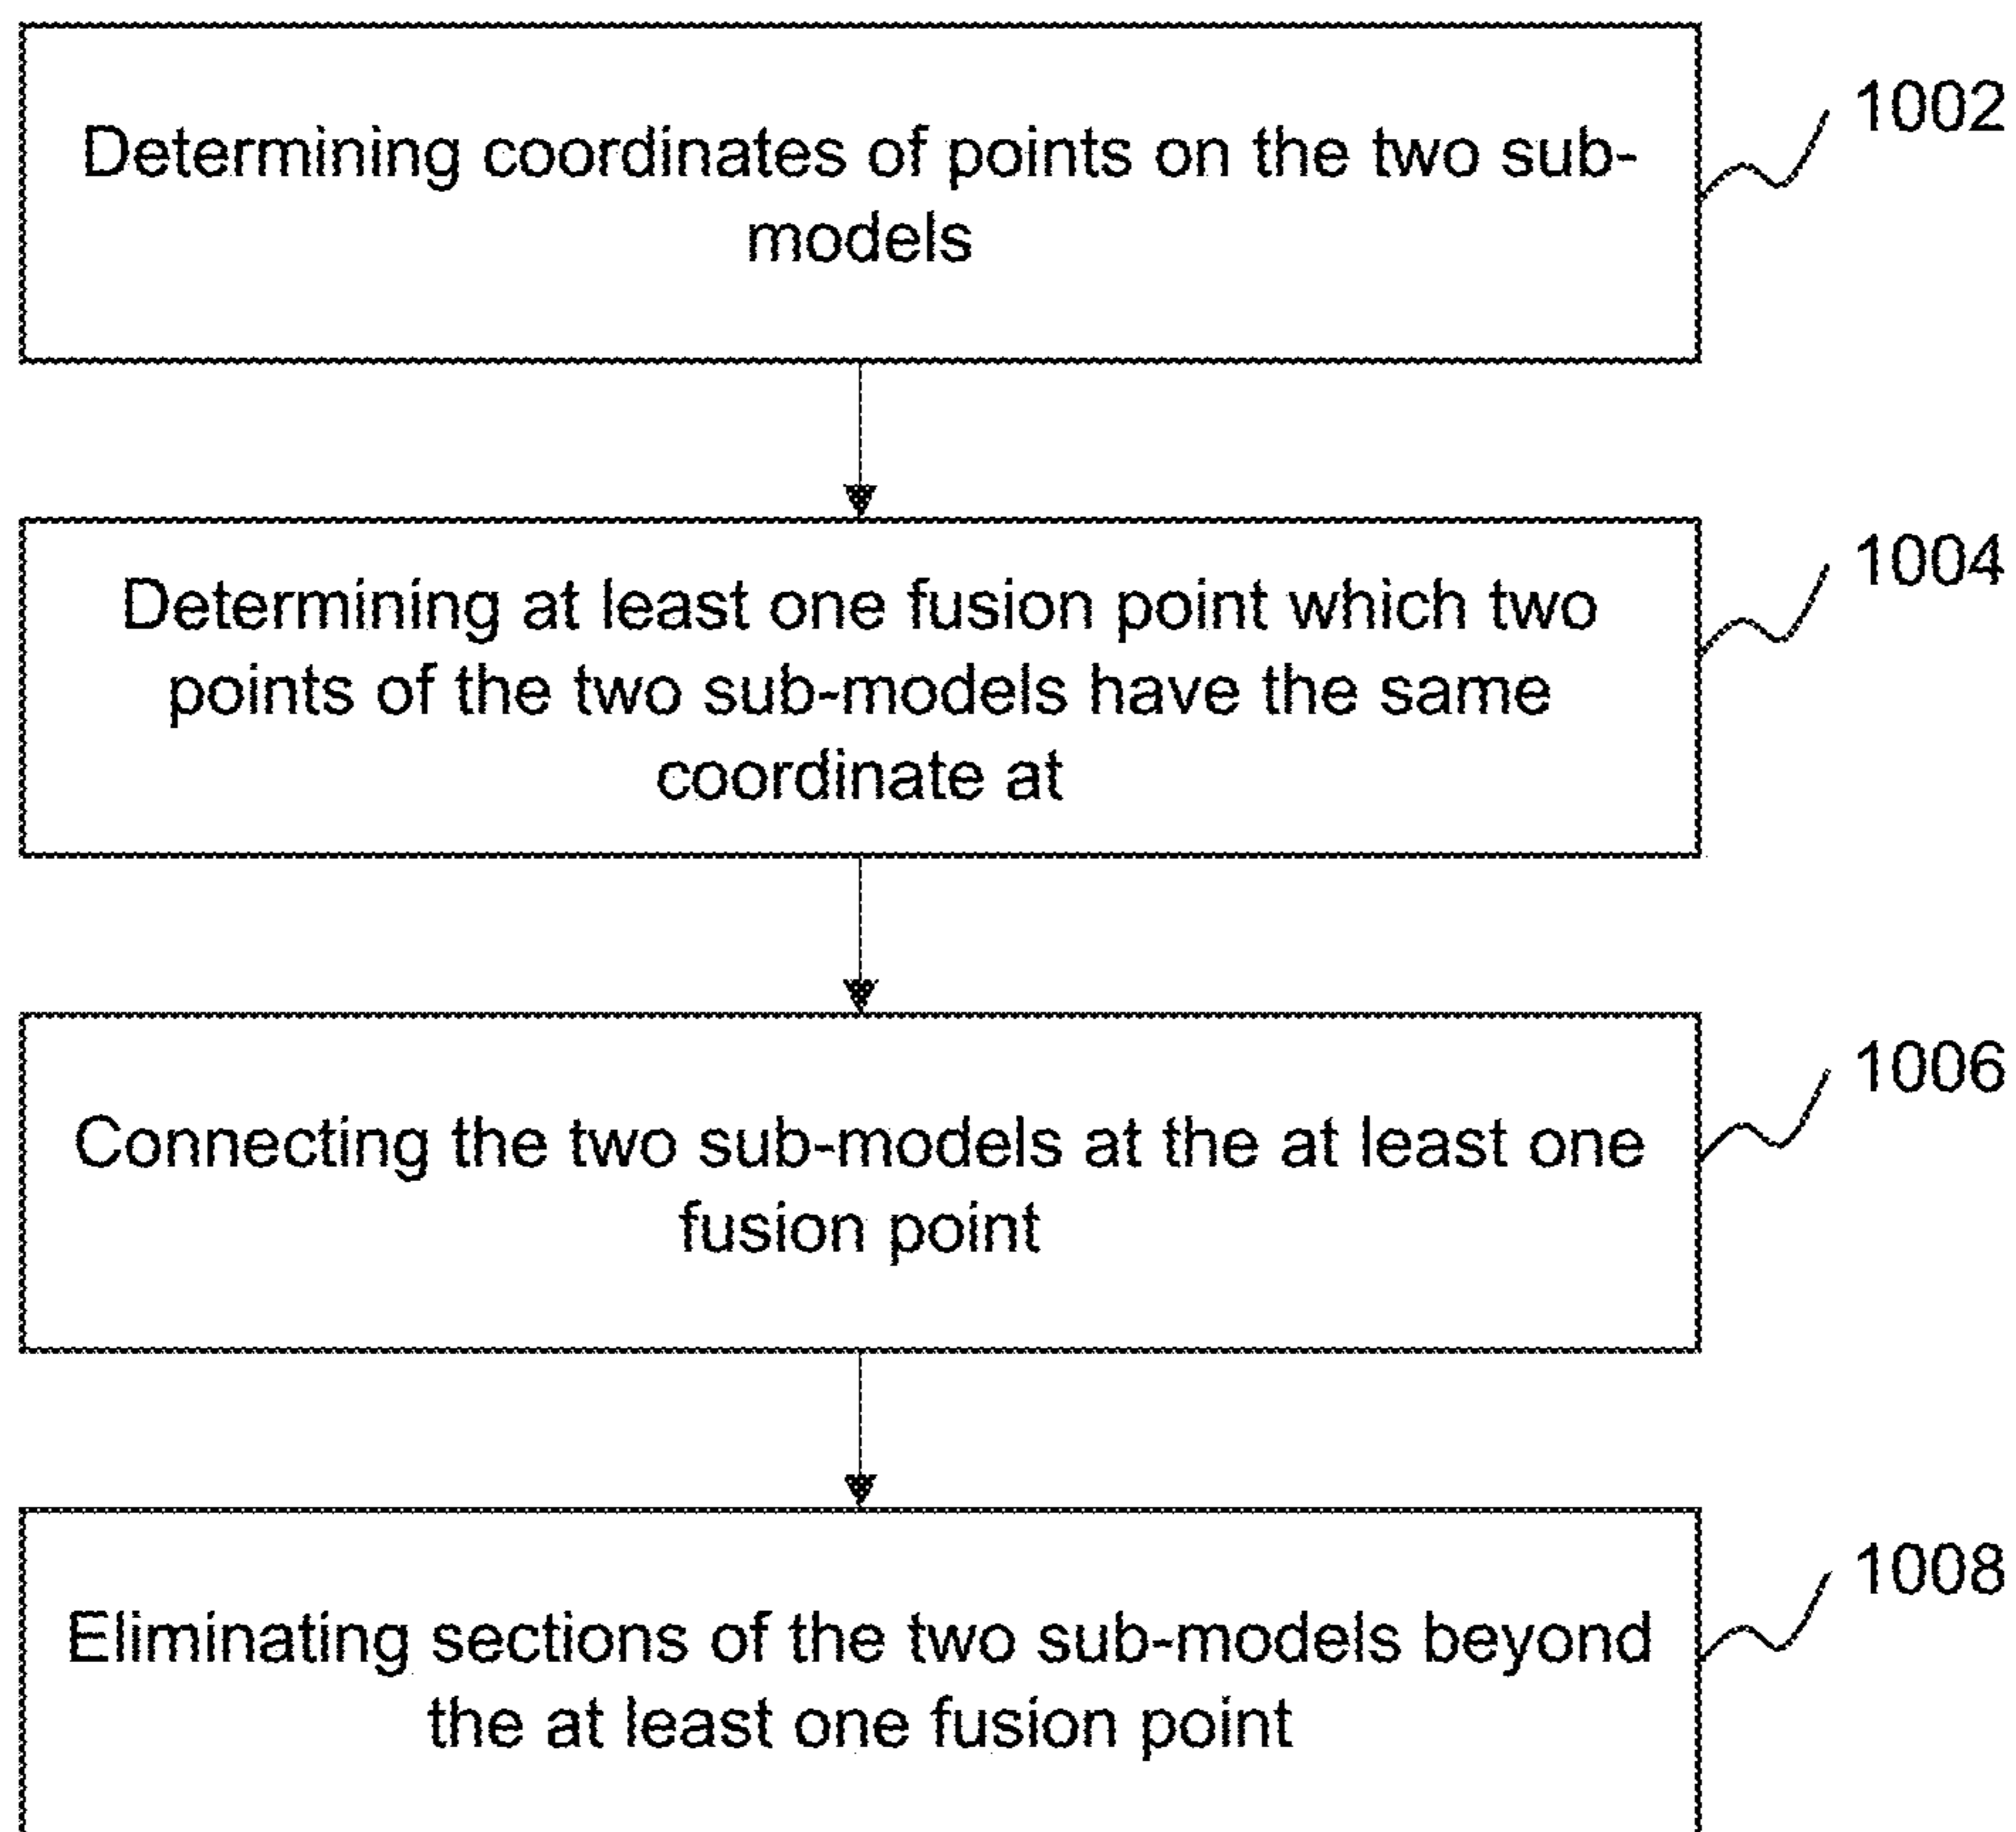 Determining coordinates of points on the two sub-
models
1002
Determining at least one fusion point which two
points of the two sub-models have the same
coordinate at
1004
Connecting the two sub-models at the at least one
fusion point
1006
Eliminating sections of the two sub-models beyond
the at least one fusion point
1008